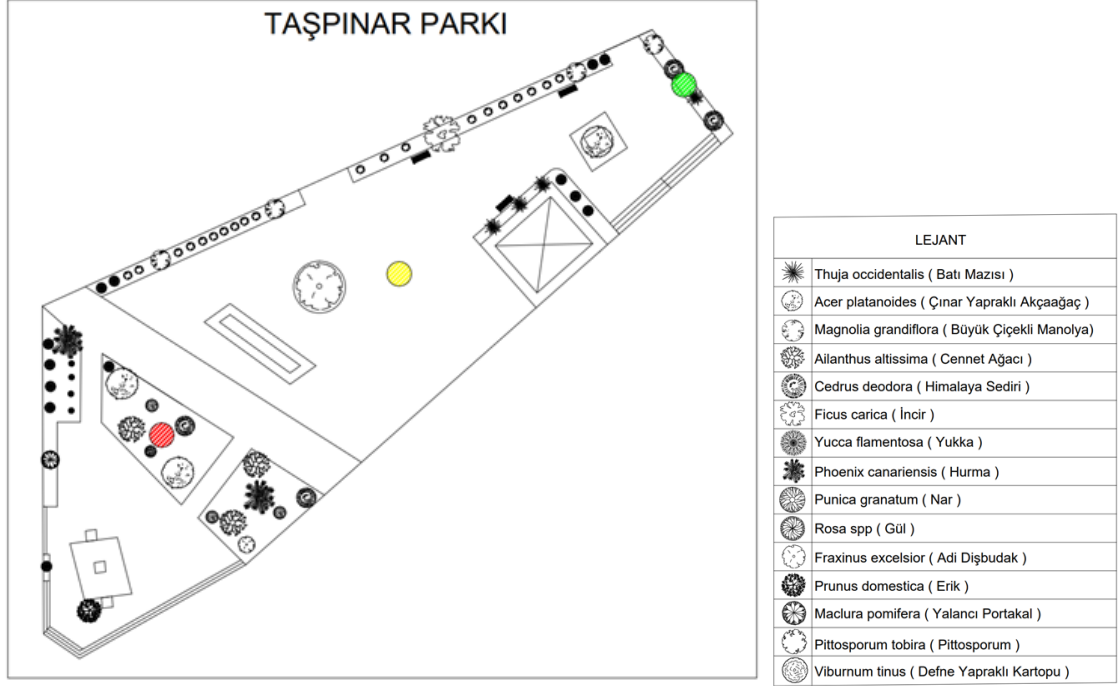 TAŞPINAR PARKI
LEJANT
Thuja occidentalis ( Batı Mazısı )
Acer platanoides ( Çınar Yapraklı Akçaağaç )
Magnolia grandiflora ( Büyük Çiçekli Manolya)
Ailanthus altissima ( Cennet Ağacı )
Cedrus deodora ( Himalaya Sediri )
Ficus carica ( İncir )
Yucca flamentosa ( Yukka )
Phoenix canariensis ( Hurma )
Punica granatum ( Nar )
Rosa spp ( Gül )
Fraxinus excelsior ( Adi Dişbudak )
Prunus domestica ( Erik )
Maclura pomifera ( Yalancı Portakal )
Pittosporum tobira ( Pittosporum )
Viburnum tinus ( Defne Yapraklı Kartopu )